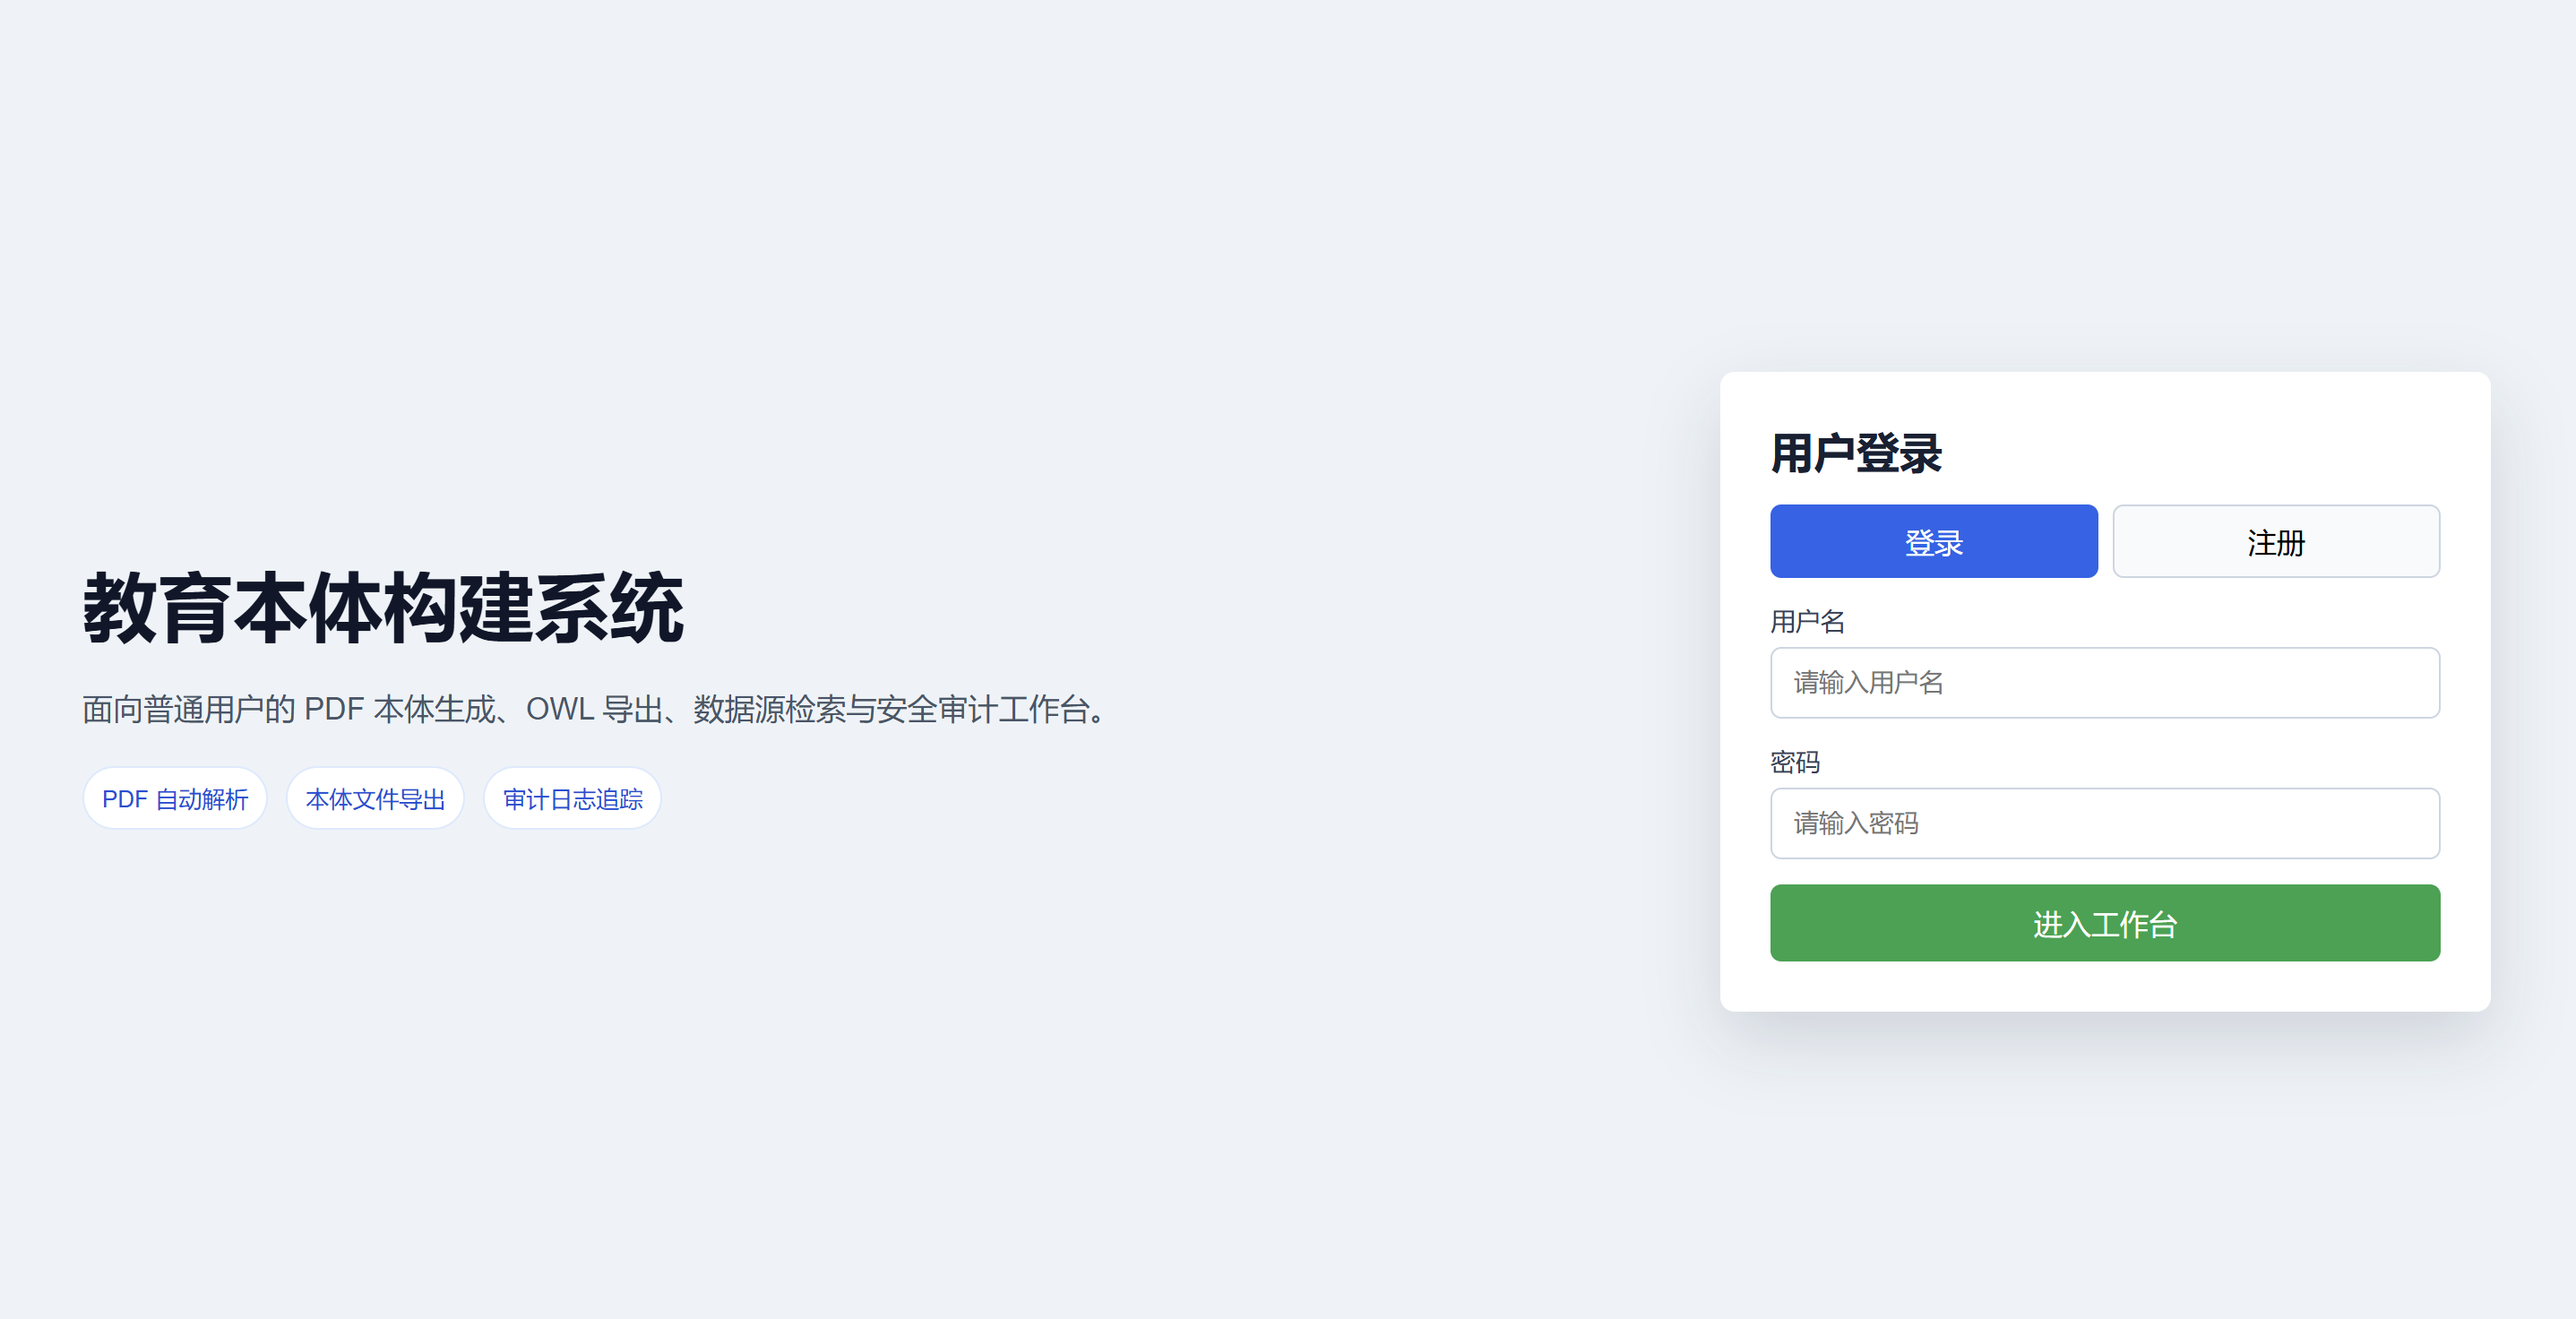 教育本体构建系统
面向普通用户的 PDF 本体生成、OWL 导出、数据源检索与安全审计工作台。
PDF 自动解析
本体文件导出
审计日志追踪
用户登录
登录
注册
用户名
请输入用户名
密码
请输入密码
进入工作台